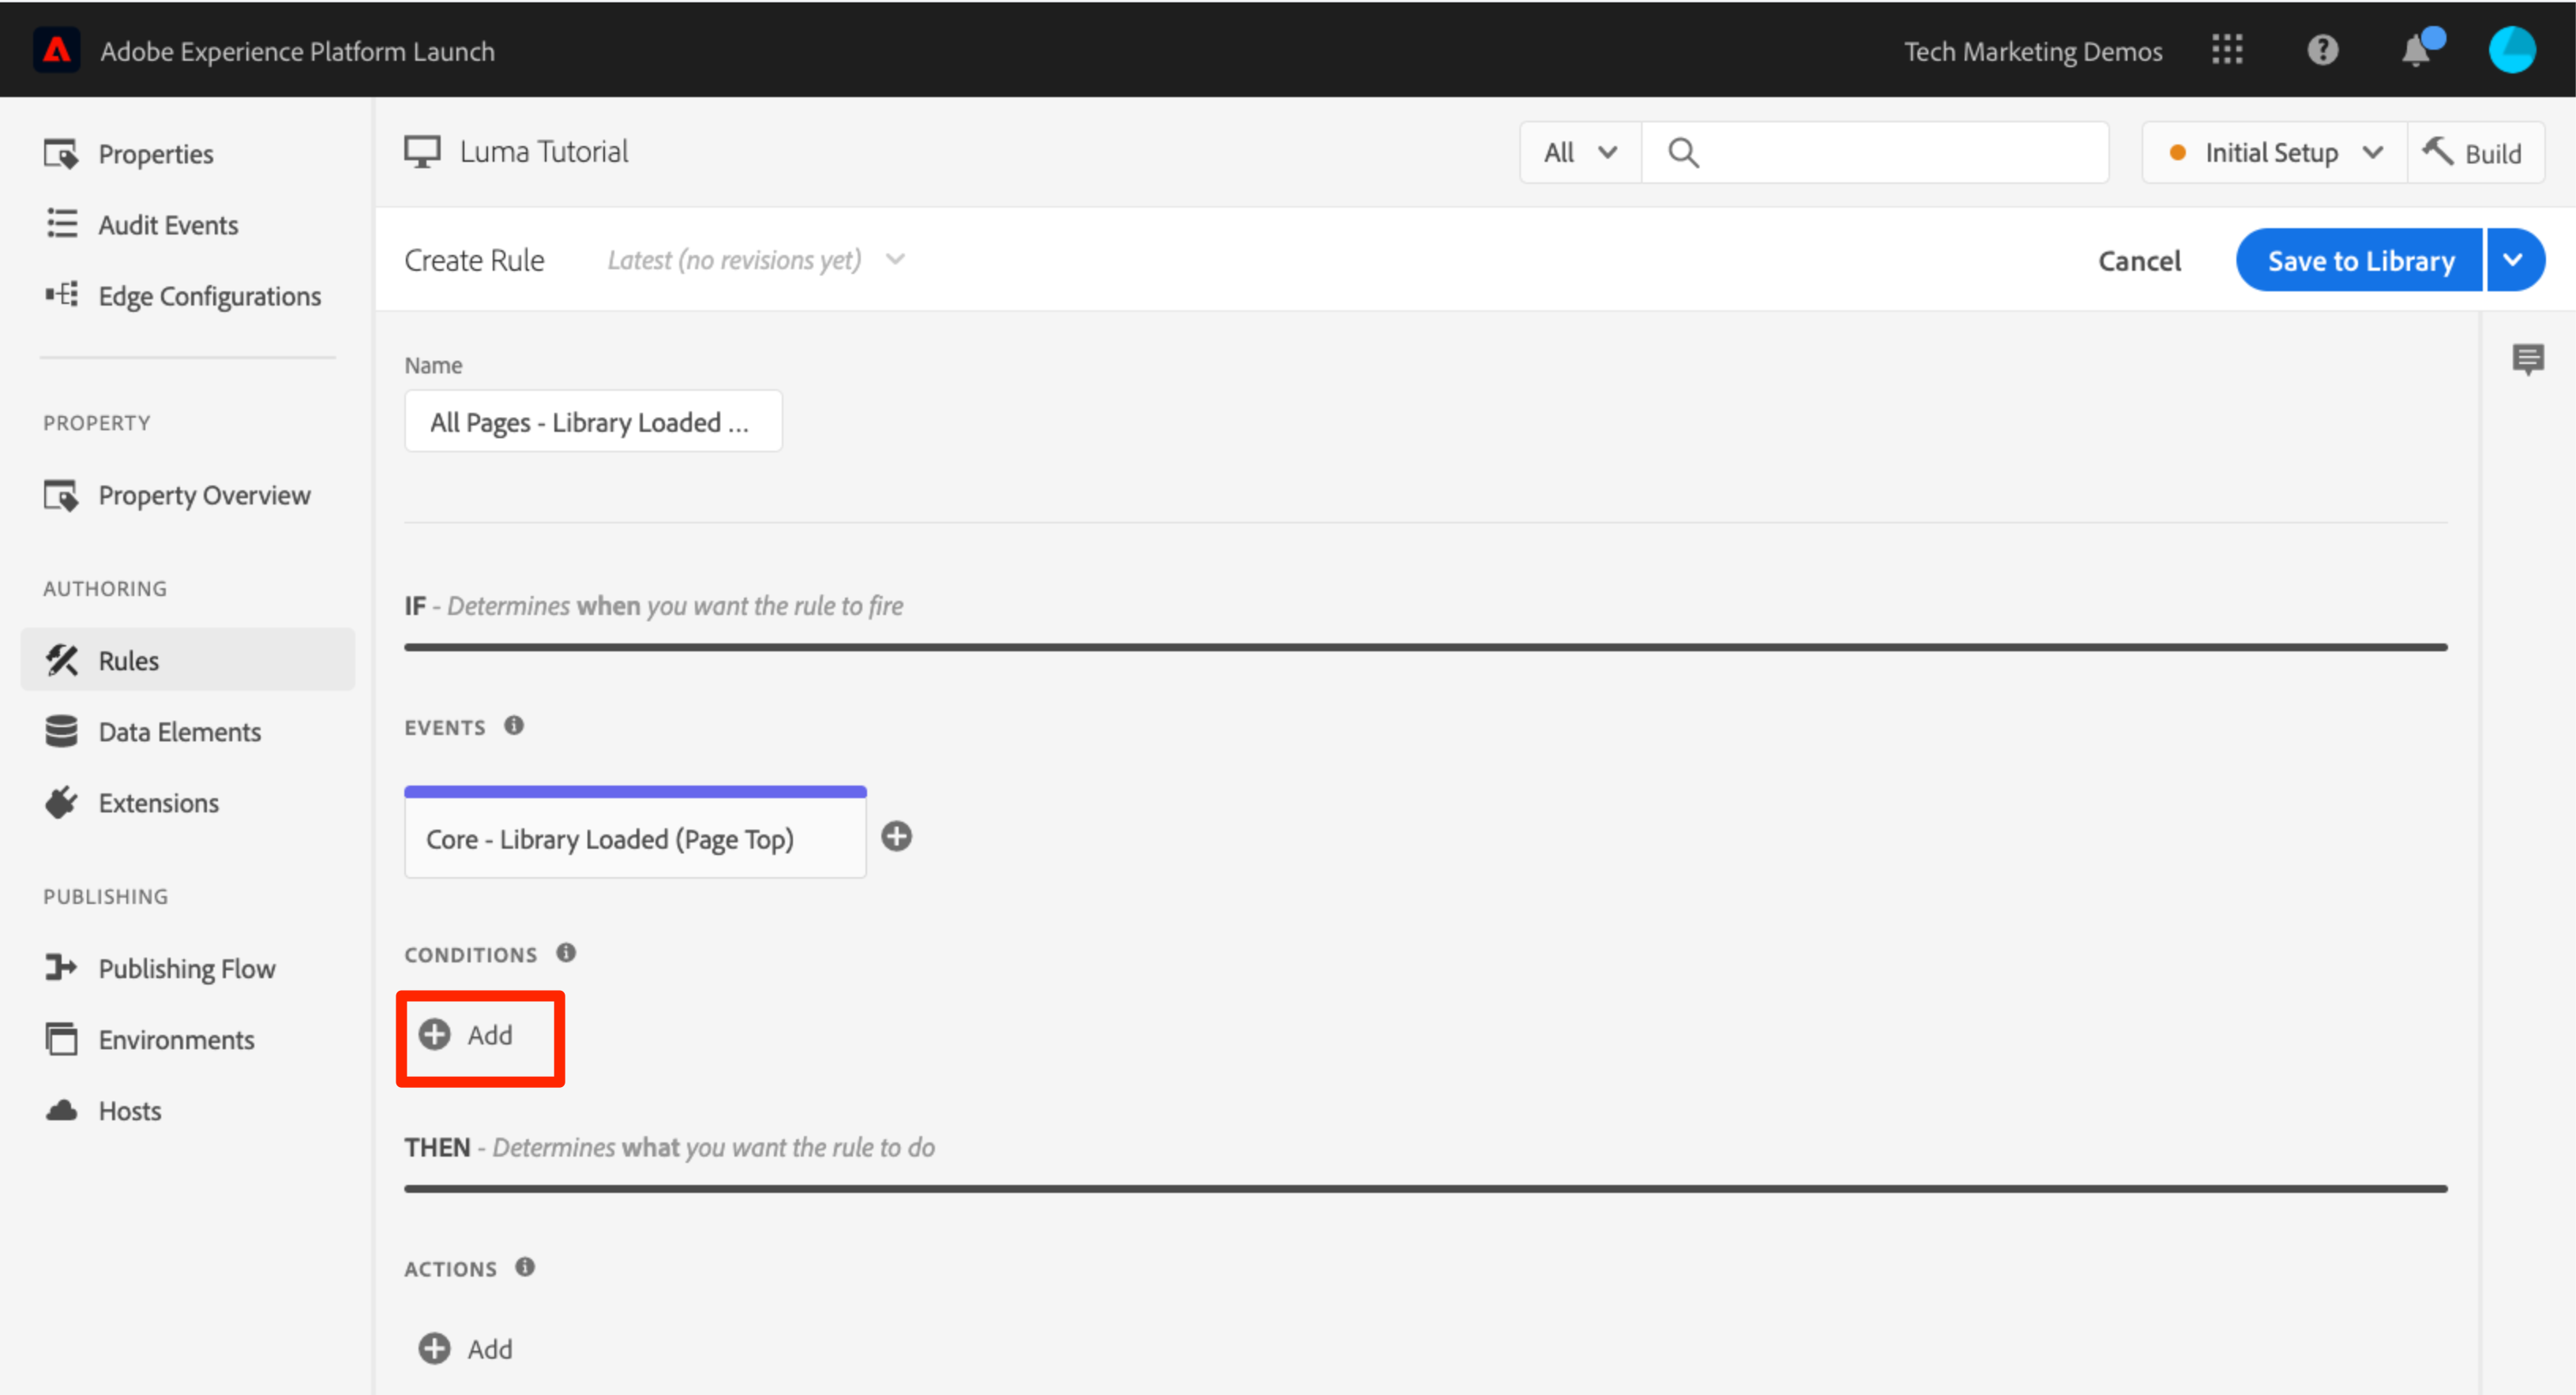 Adobe Experience Platform Launch
Tech Marketing Demos
Properties
Audit Events
Edge Configurations
PROPERTY
Property Overview
AUTHORING
Rules
Data Elements
Extensions
PUBLISHING
Publishing Flow
Environments
Hosts
Luma Tutorial
All
Initial Setup
Build
Create Rule
Latest (no revisions yet)
Cancel
Save to Library
Name
All Pages - Library Loaded ...
IF - Determines when you want the rule to fire
EVENTS
Core - Library Loaded (Page Top)
CONDITIONS
Add
THEN - Determines what you want the rule to do
ACTIONS
Add